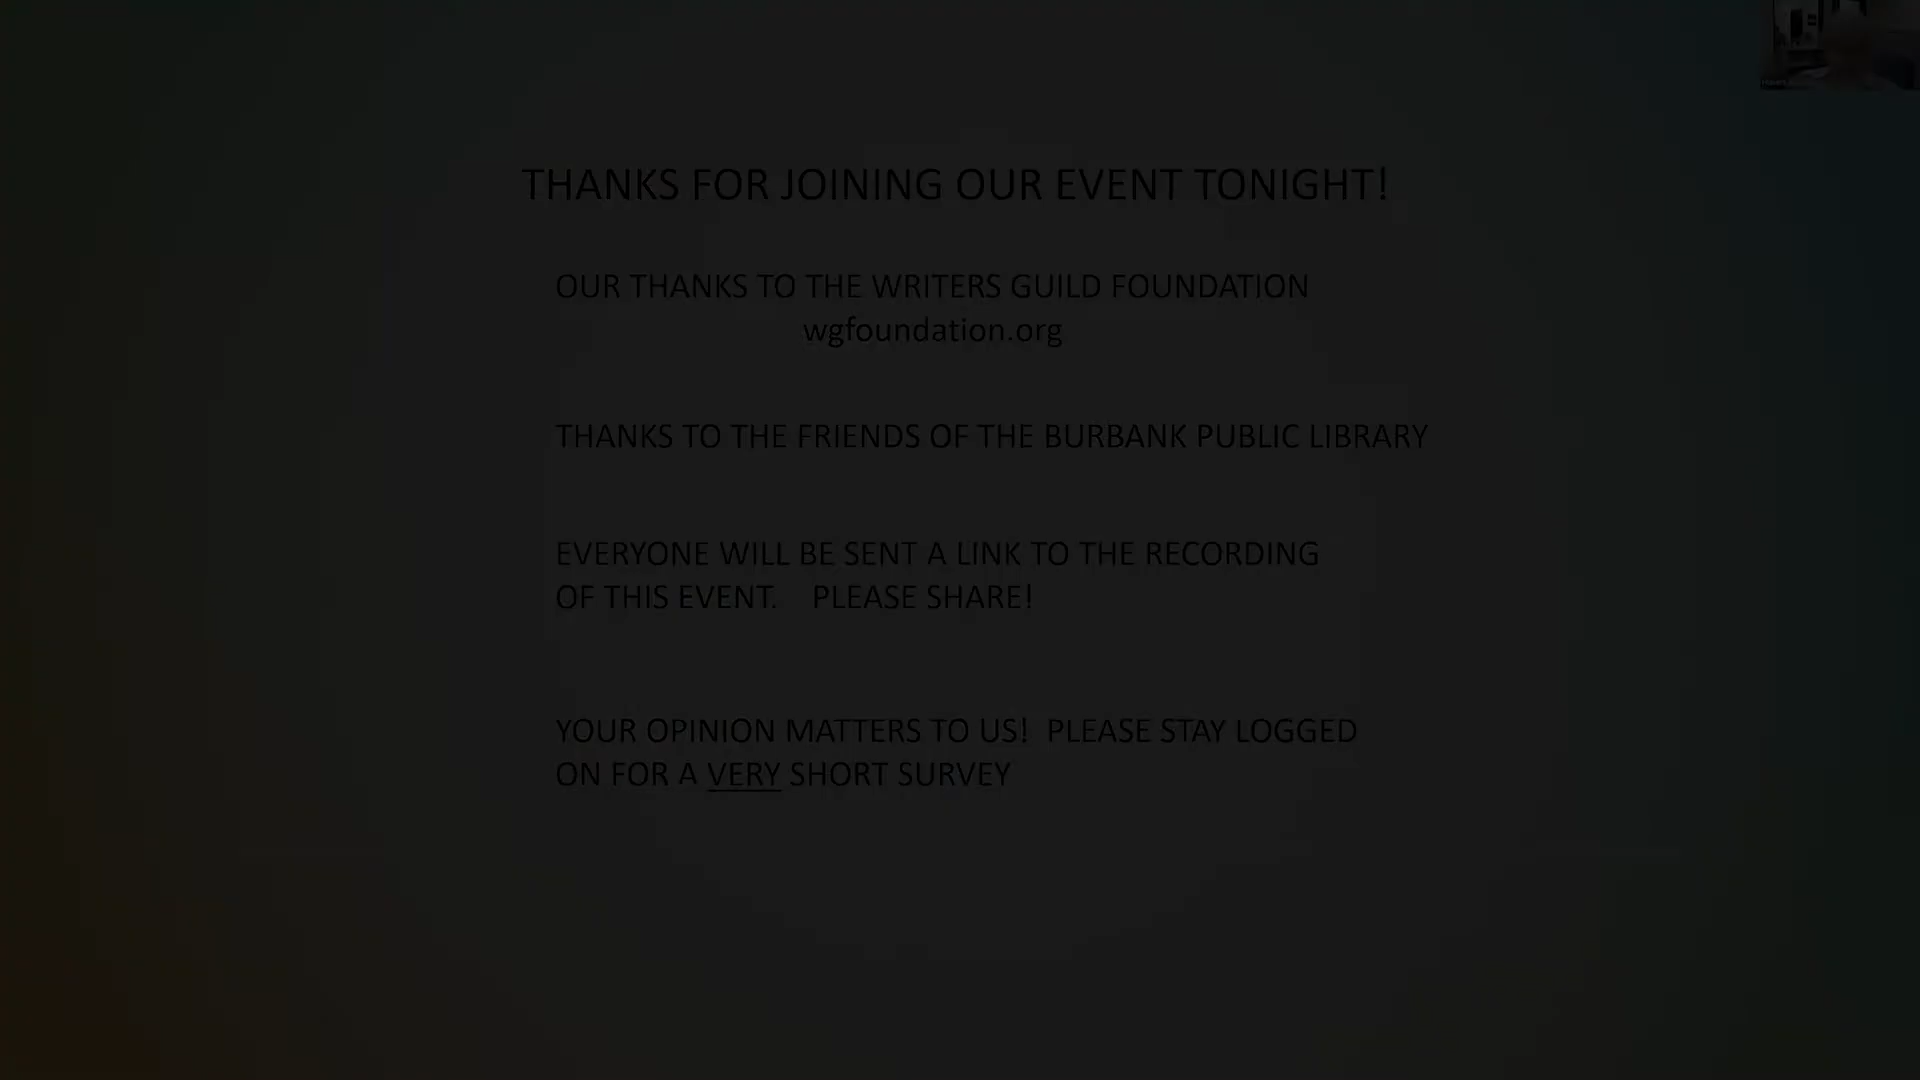 THANKS FOR JOINING OUR EVENT TONIGHT!
OUR THANKS TO THE WRITERS GUILD FOUNDATION
wgfoundation.org
THANKS TO THE FRIENDS OF THE BURBANK PUBLIC LIBRARY
EVERYONE WILL BE SENT A LINK TO THE RECORDING
OF THIS EVENT. PLEASE SHARE!
YOUR OPINION MATTERS TO US! PLEASE STAY LOGGED
ON FOR A VERY SHORT SURVEY